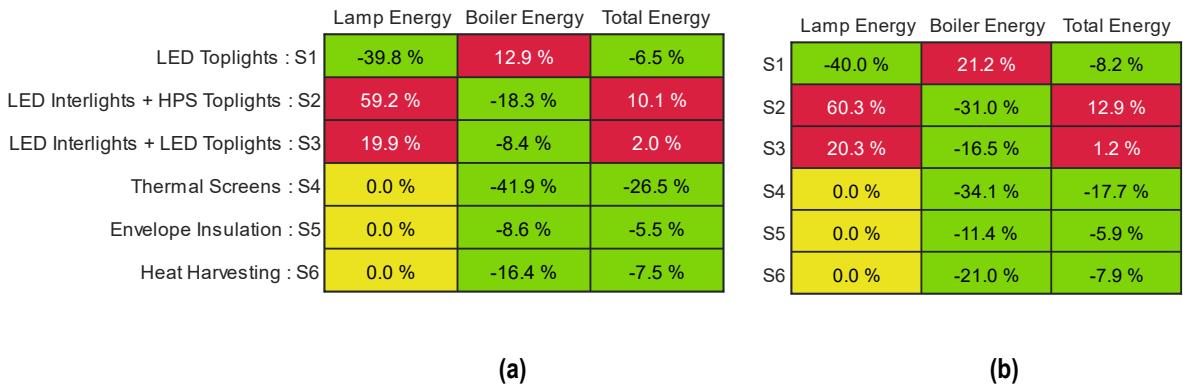 Lamp Energy Boiler Energy Total Energy
LED Toplights : S1 -39.8 % 12.9 % -6.5 %
LED Interlights + HPS Toplights : S2 59.2 % -18.3 % 10.1 %
LED Interlights + LED Toplights : S3 19.9 % -8.4 % 2.0 %
Thermal Screens : S4 0.0 % -41.9 % -26.5 %
Envelope Insulation : S5 0.0 % -8.6 % -5.5 %
Heat Harvesting : S6 0.0 % -16.4 % -7.5 %
(a)
Lamp Energy Boiler Energy Total Energy
S1 -40.0 % 21.2 % -8.2 %
S2 60.3 % -31.0 % 12.9 %
S3 20.3 % -16.5 % 1.2 %
S4 0.0 % -34.1 % -17.7 %
S5 0.0 % -11.4 % -5.9 %
S6 0.0 % -21.0 % -7.9 %
(b)